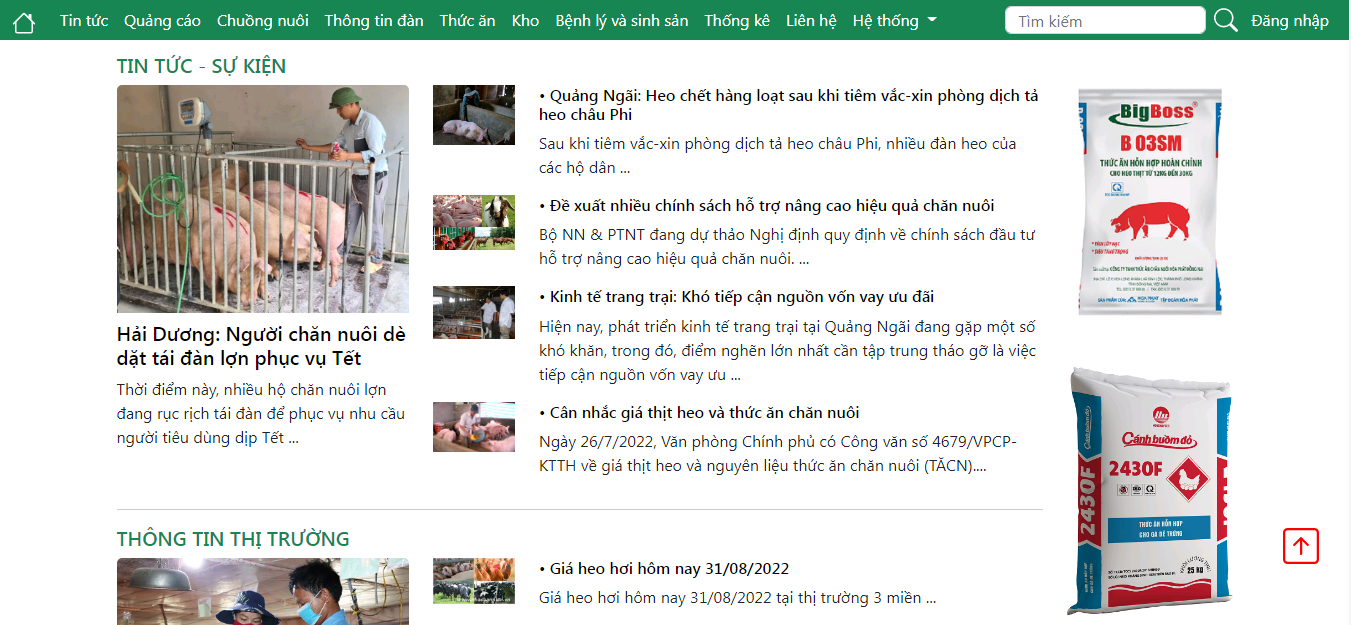 Tin tức Quảng cáo Chuồng nuôi Thông tin đàn Thức ăn Kho Bệnh lý và sinh sản Thống kê Liên hệ Hệ thống Tìm kiếm Đăng nhập
TIN TỨC - SỰ KIỆN
Hải Dương: Người chăn nuôi dè
dặt tái đàn lợn phục vụ Tết
Thời điểm này, nhiều hộ chăn nuôi lợn
đang rục rịch tái đàn để phục vụ nhu cầu
người tiêu dùng dịp Tết ...
• Quảng Ngãi: Heo chết hàng loạt sau khi tiêm vắc-xin phòng dịch tả
heo châu Phi
Sau khi tiêm vắc-xin phòng dịch tả heo châu Phi, nhiều đàn heo của
các hộ dân ...
• Đề xuất nhiều chính sách hỗ trợ nâng cao hiệu quả chăn nuôi
Bộ NN & PTNT đang dự thảo Nghị định quy định về chính sách đầu tư
hỗ trợ nâng cao hiệu quả chăn nuôi. ...
• Kinh tế trang trại: Khó tiếp cận nguồn vốn vay ưu đãi
Hiện nay, phát triển kinh tế trang trại tại Quảng Ngãi đang gặp một số
khó khăn, trong đó, điểm nghẽn lớn nhất cần tập trung tháo gỡ là việc
tiếp cận nguồn vốn vay ưu ...
• Cân nhắc giá thịt heo và thức ăn chăn nuôi
Ngày 26/7/2022, Văn phòng Chính phủ có Công văn số 4679/VPCP-
KTTH về giá thịt heo và nguyên liệu thức ăn chăn nuôi (TĂCN)....
BigBoss®
B 03SM
THỨC ĂN HỖN HỢP HOÀN CHỈNH
CHO HEO THỊT TỪ 12KG ĐẾN 30KG
Cánh buồm đỏ
2430F
2430F
THỨC ĂN HỖN HỢP
CHO GÀ ĐẺ TRỨNG
25 KG
THÔNG TIN THỊ TRƯỜNG
• Giá heo hơi hôm nay 31/08/2022
Giá heo hơi hôm nay 31/08/2022 tại thị trường 3 miền ...